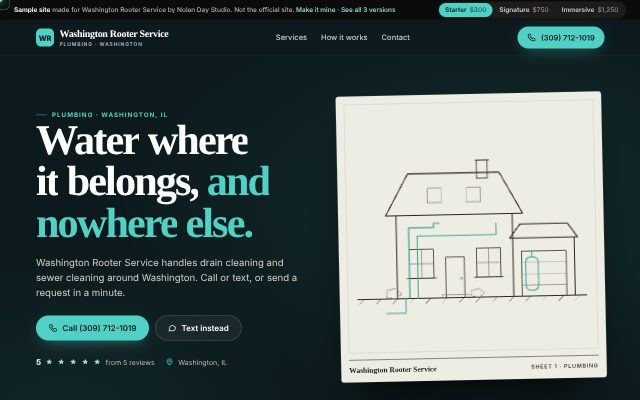 Sample site made for Washington Rooter Service by Nolan Day Studio. Not the official site. Make it mine · See all 3 versions
Starter $300 Signature $750 Immersive $1,250
WR Washington Rooter Service
PLUMBING · WASHINGTON
Services How it works Contact
(309) 712-1019
PLUMBING · WASHINGTON, IL
Water where
it belongs, and
nowhere else.
Washington Rooter Service handles drain cleaning and
sewer cleaning around Washington. Call or text, or send a
request in a minute.
Call (309) 712-1019 Text instead
5 ★ ★ ★ ★ ★ from 5 reviews Washington, IL
Washington Rooter Service SHEET 1 · PLUMBING